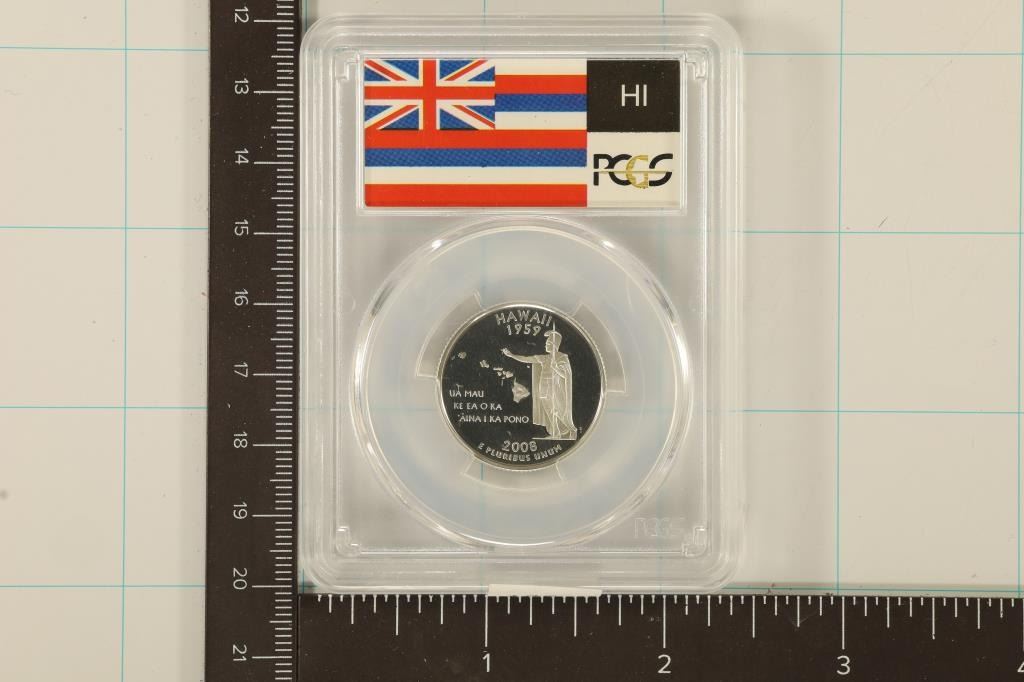 12
13
14
15
16
17
18
19
20
21
HI
PCGS
HAWAII
1959
UA MAU
KE EA O KA
ʻĀINA I KA PONO
2008
E PLURIBUS UNUM
PCGS
1
2
3
4